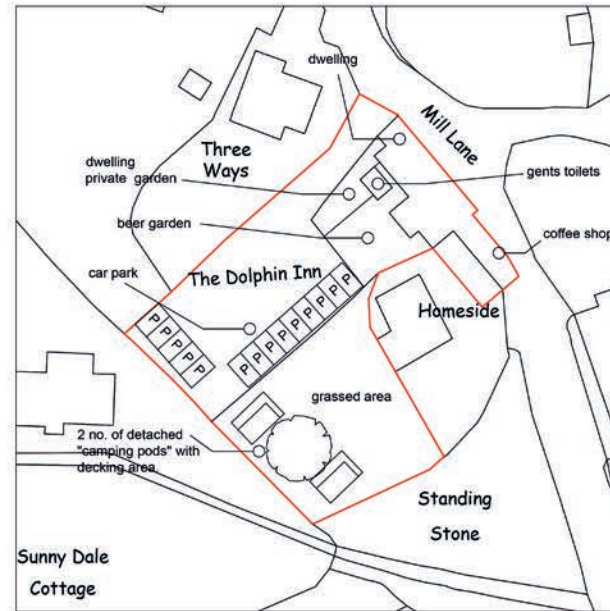 dwelling
Mill Lane
Three
Ways
dwelling
private garden
gents toilets
beer garden
coffee shop
car park
The Dolphin Inn
Homeside
P P P P P
P P P P P P P P P
grassed area
2 no. of detached
"camping pods" with
decking area
Standing
Stone
Sunny Dale
Cottage